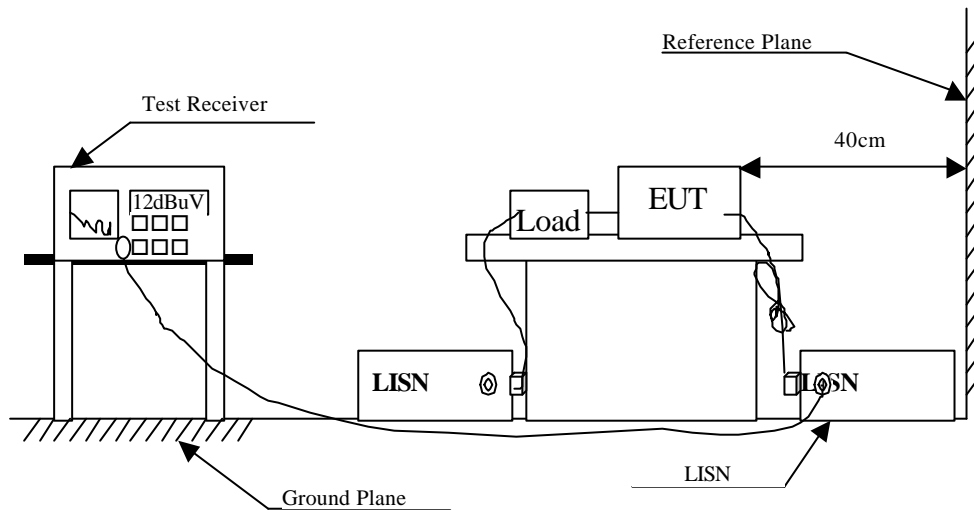 Reference Plane
Test Receiver
40cm
12dBuV
Load
EUT
LISN
LISN
LISN
Ground Plane